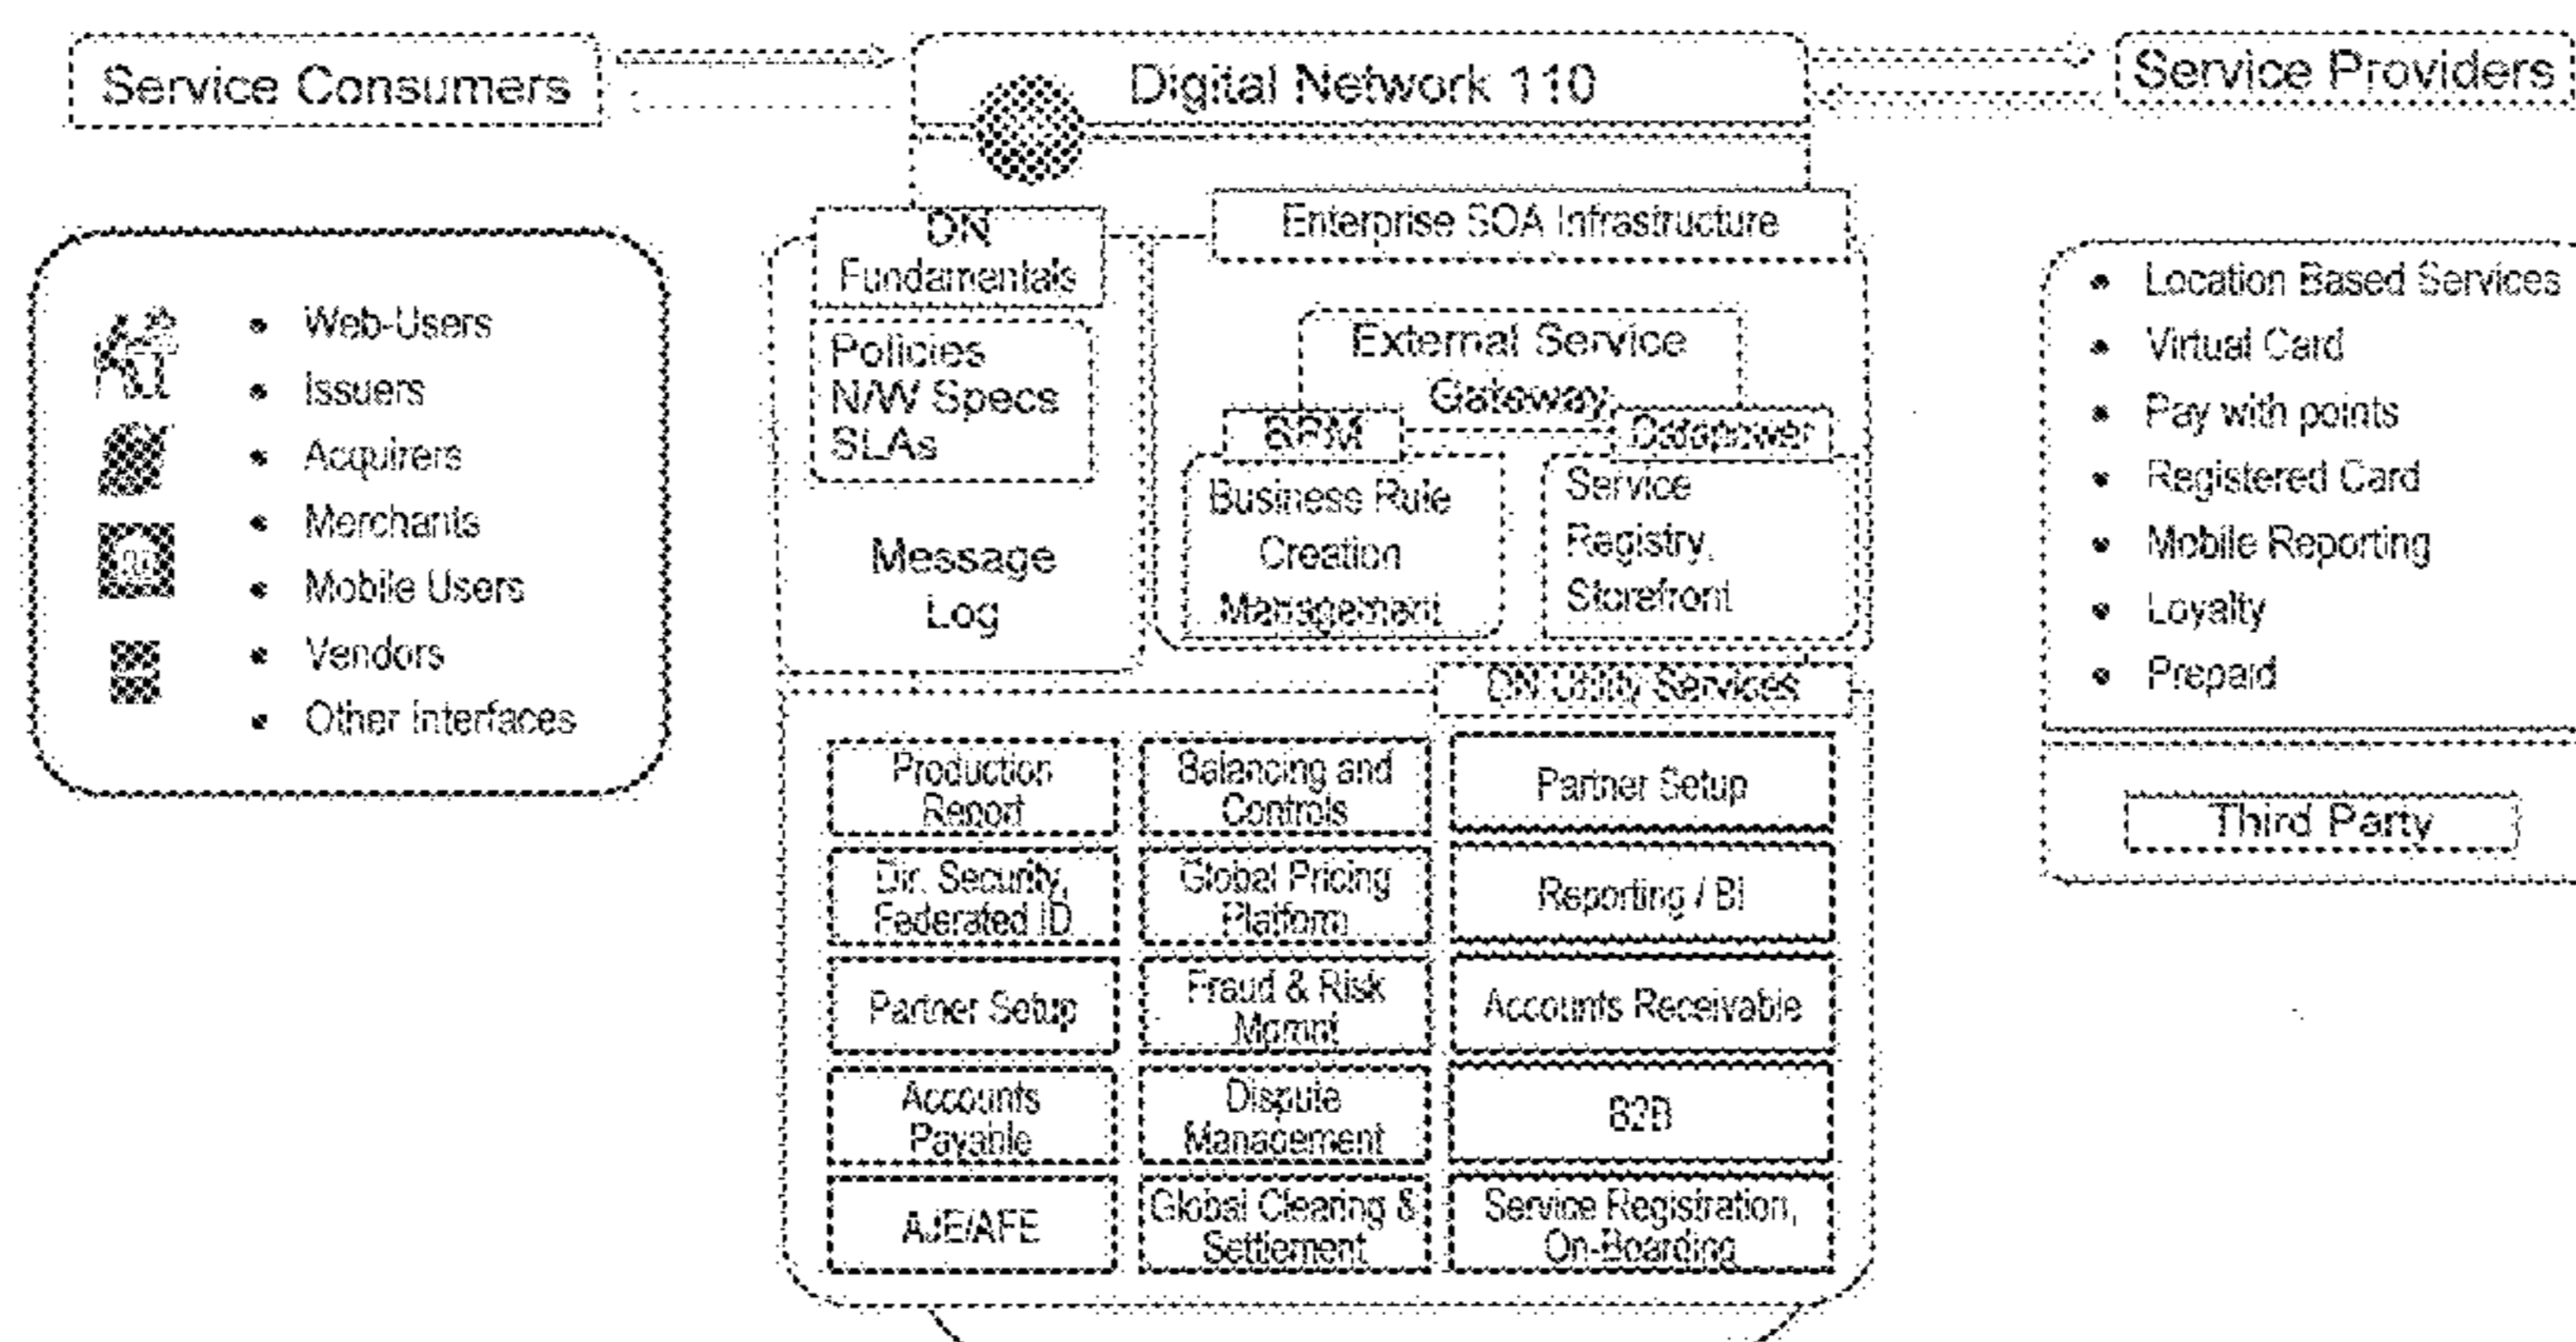 Service Consumers
Digital Network 110
Service Providers
Web-Users
Issuers
Acquirers
Merchants
Mobile Users
Vendors
Other Interfaces
DN
Fundamentals
Policies
N/W Specs
SLAs
Message
Log
Enterprise SOA Infrastructure
External Service
Gateway
BPM
Business Rule
Creation
Management
Datapower
Service
Registry,
Storefront
DN Utility Services
Production
Report
Balancing and
Controls
Partner Setup
Dir. Security,
Federated ID
Global Pricing
Platform
Reporting / BI
Partner Setup
Fraud & Risk
Mgmnt
Accounts Receivable
Accounts
Payable
Dispute
Management
B2B
AJE/AFE
Global Clearing &
Settlement
Service Registration,
On-Boarding
Location Based Services
Virtual Card
Pay with points
Registered Card
Mobile Reporting
Loyalty
Prepaid
Third Party